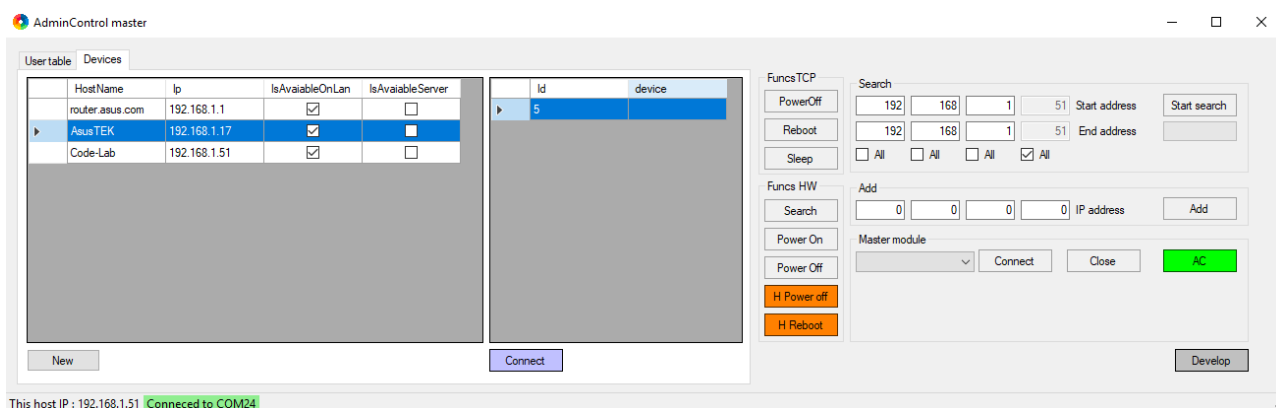 AdminControl master
User table Devices
HostName Ip IsAvaiableOnLan IsAvaiableServer
router.asus.com 192.168.1.1
AsusTEK 192.168.1.17
Code-Lab 192.168.1.51
New
Id device
5
Connect
FuncsTCP
PowerOff
Reboot
Sleep
Funcs HW
Search
Power On
Power Off
H Power off
H Reboot
Search
192 168 1 51 Start address Start search
192 168 1 51 End address
All All All All
Add
0 0 0 0 IP address Add
Master module
Connect Close AC
Develop
This host IP : 192.168.1.51 Conneced to COM24